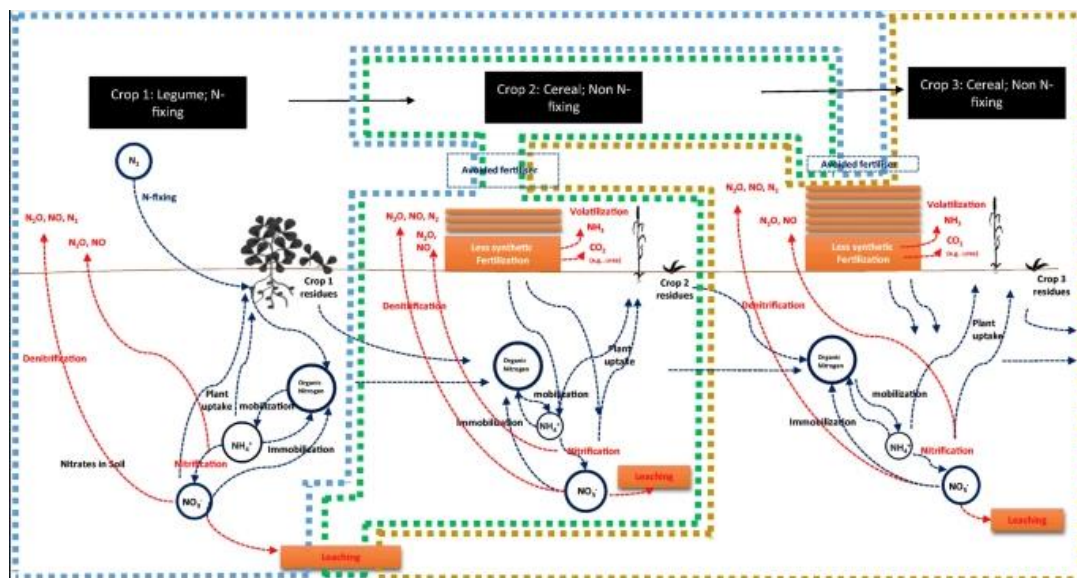 Crop 1: Legume; N-
fixing
Crop 2: Cereal; Non N-
fixing
Crop 3: Cereal; Non N-
fixing
N₂
N-fixing
N₂O, NO, N₂
N₂O, NO
Crop 1
residues
Denitrification
Plant
uptake
mobilization
Organic
Nitrogen
NH₄⁺
Immobilization
Nitrates in Soil
Nitrification
NO₃⁻
Leaching
Avoided fertiliser
N₂O, NO, N₂
N₂O,
NO
Volatilization
NH₃
CO₂
(e.g., urea)
Less synthetic
Fertilization
Crop 2
residues
Denitrification
Plant
uptake
Organic
Nitrogen
mobilization
Immobilization
NH₄⁺
Nitrification
NO₃⁻
Leaching
Avoided fertiliser
N₂O, NO, N₂
N₂O, NO
Volatilization
NH₃
CO₂
(e.g., urea)
Less synthetic
Fertilization
Crop 3
residues
Denitrification
Plant
uptake
Organic
Nitrogen
mobilization
Immobilization
NH₄⁺
Nitrification
NO₃⁻
Leaching